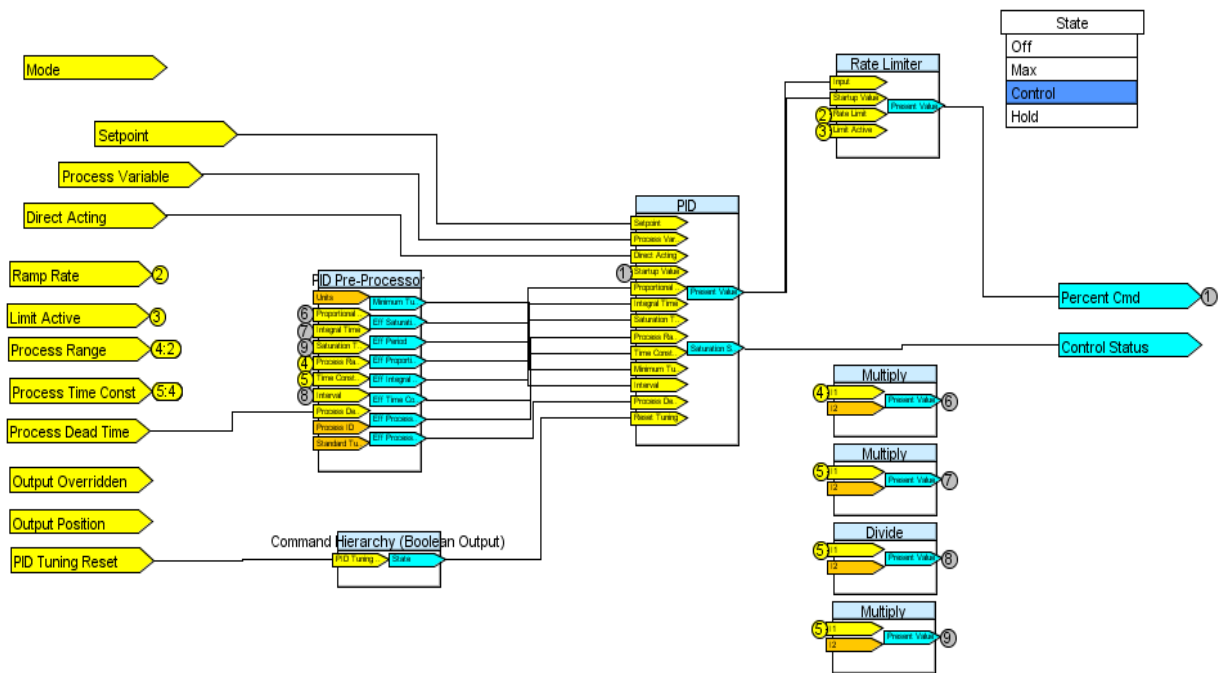 Mode
Setpoint
Process Variable
Direct Acting
Ramp Rate 2
Limit Active 3
Process Range 4:2
Process Time Const 5:4
Process Dead Time
Output Overridden
Output Position
PID Tuning Reset
PID Pre-Processor
Units
6 Proportional...
7 Integral Time
9 Saturation T...
4 Process Ra...
5 Time Const...
8 Interval
Process De...
Process ID
Standard Tu...
Minimum Tu...
Eff Saturati...
Eff Period
Eff Proporti...
Eff Integral...
Eff Time Co...
Eff Process...
Eff Process...
Command Hierarchy (Boolean Output)
PID Tuning...
State
PID
Setpoint
Process Var...
Direct Acting
1 Startup Value
Proportional...
Integral Time
Saturation T...
Process Ra...
Time Const...
Minimum Tu...
Interval
Process De...
Reset Tuning
Present Value
Saturation S...
Rate Limiter
Input
Startup Value
2 Rate Limit
3 Limit Active
Present Value
State
Off
Max
Control
Hold
Percent Cmd 1
Control Status
Multiply
4 I1
I2
Present Value 6
Multiply
5 I1
I2
Present Value 7
Divide
5 I1
I2
Present Value 8
Multiply
5 I1
I2
Present Value 9